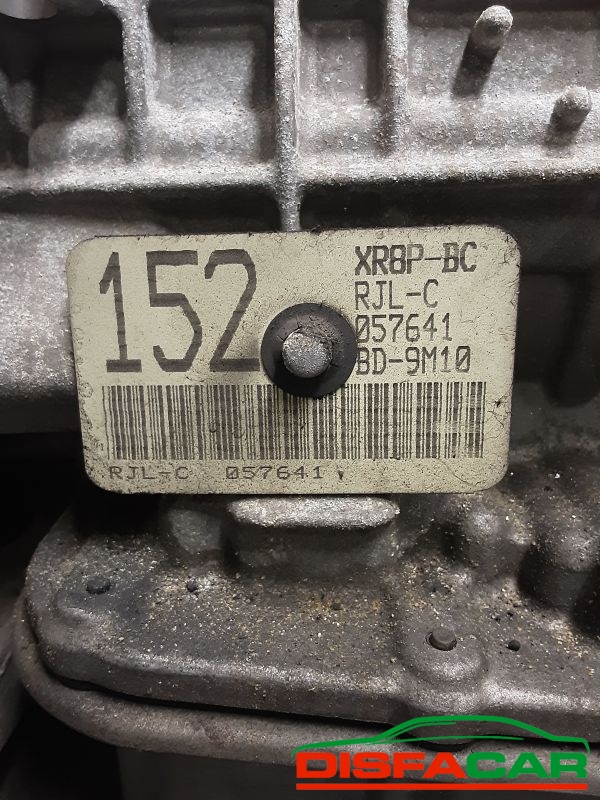 152
XR8P-BC
RJL-C
057641
BD-9M10
RJL-C 057641
DISFACAR